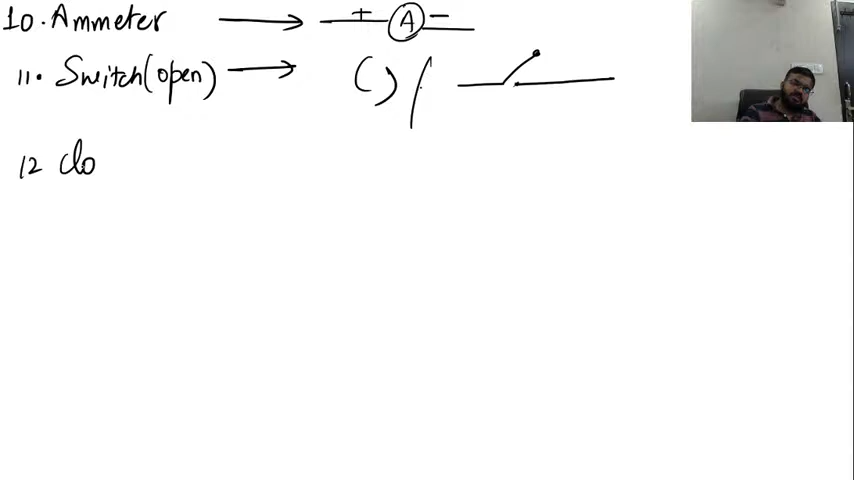 10. Ammeter + A -
11. Switch (open) ( ) /
12 clo